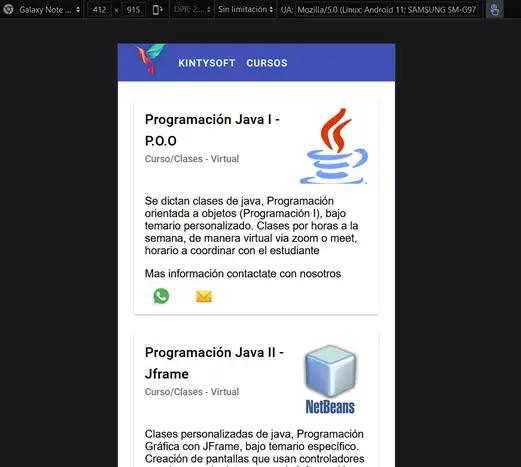 Galaxy Note ... 412 × 915 DPR: 2... Sin limitación UA: Mozilla/5.0 (Linux; Android 11; SAMSUNG SM-G97
KINTYSOFT CURSOS
Programación Java I -
P.O.O
Curso/Clases - Virtual
Se dictan clases de java, Programación
orientada a objetos (Programación I), bajo
temario personalizado. Clases por horas a la
semana, de manera virtual via zoom o meet,
horario a coordinar con el estudiante
Mas información contactate con nosotros
Programación Java II -
Jframe
Curso/Clases - Virtual
NetBeans
Clases personalizadas de java, Programación
Gráfica con JFrame, bajo temario específico.
Creación de pantallas que usan controladores